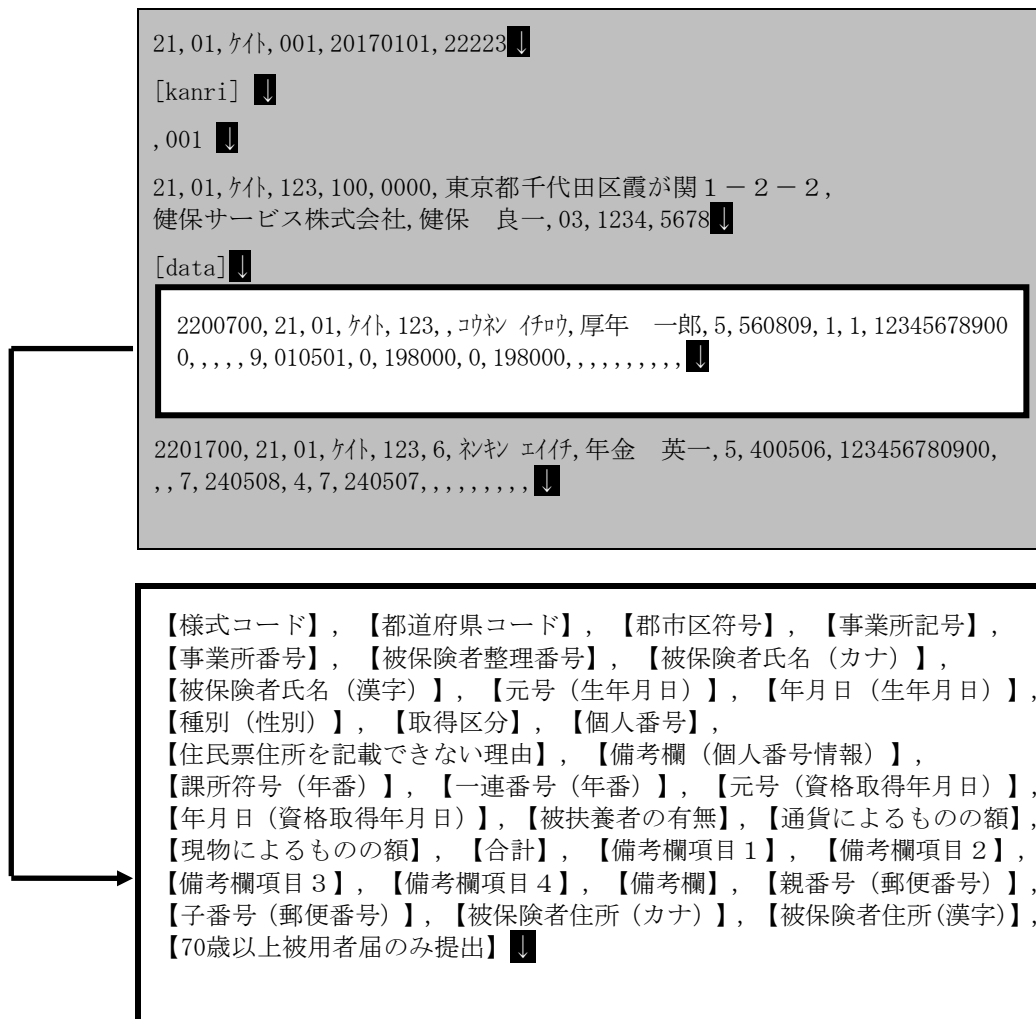 21,01,ｹｲﾄ,001,20170101,22223↓
[kanri] ↓
,001 ↓
21,01,ｹｲﾄ,123,100,0000,東京都千代田区霞が関１－２－２,
健保サービス株式会社,健保　良一,03,1234,5678↓
[data]↓
2200700,21,01,ｹｲﾄ,123,,ｺｳﾈﾝ ｲﾁﾛｳ,厚年　一郎,5,560809,1,1,12345678900
0,,,,,9,010501,0,198000,0,198000,,,,,,,,,,↓
2201700,21,01,ｹｲﾄ,123,6,ﾈﾝｷﾝ ｴｲｲﾁ,年金　英一,5,400506,123456780900,
,,7,240508,4,7,240507,,,,,,,,,↓
【様式コード】,【都道府県コード】,【郡市区符号】,【事業所記号】,
【事業所番号】,【被保険者整理番号】,【被保険者氏名（カナ）】,
【被保険者氏名（漢字）】,【元号（生年月日）】,【年月日（生年月日）】,
【種別（性別）】,【取得区分】,【個人番号】,
【住民票住所を記載できない理由】,【備考欄（個人番号情報）】,
【課所符号（年番）】,【一連番号（年番）】,【元号（資格取得年月日）】,
【年月日（資格取得年月日）】,【被扶養者の有無】,【通貨によるものの額】,
【現物によるものの額】,【合計】,【備考欄項目１】,【備考欄項目２】,
【備考欄項目３】,【備考欄項目４】,【備考欄】,【親番号（郵便番号）】,
【子番号（郵便番号）】,【被保険者住所（カナ）】,【被保険者住所(漢字)】,
【70歳以上被用者届のみ提出】↓